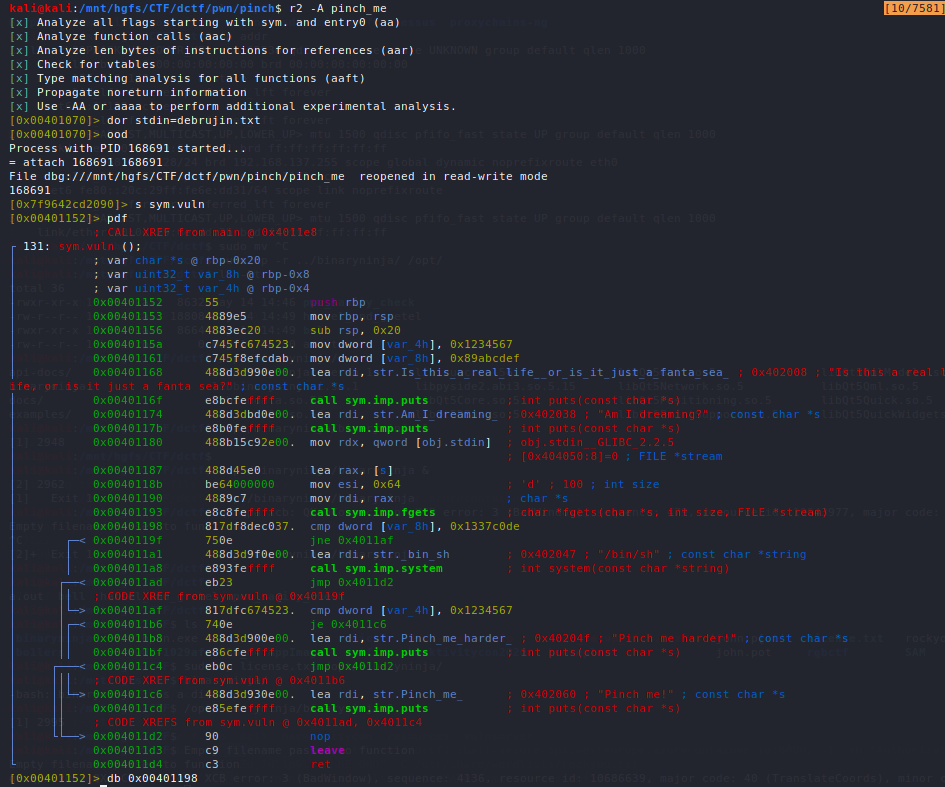 kali@kali:/mnt/hgfs/CTF/dctf/pwn/pinch$ r2 -A pinch_me [10/7581]
[x] Analyze all flags starting with sym. and entry0 (aa)
[x] Analyze function calls (aac)
[x] Analyze len bytes of instructions for references (aar)
[x] Check for vtables
[x] Type matching analysis for all functions (aaft)
[x] Propagate noreturn information
[x] Use -AA or aaaa to perform additional experimental analysis.
[0x00401070]> dor stdin=debrujin.txt
[0x00401070]> ood
Process with PID 168691 started...
= attach 168691 168691
File dbg:///mnt/hgfs/CTF/dctf/pwn/pinch/pinch_me  reopened in read-write mode
168691
[0x7f9642cd2090]> s sym.vuln
[0x00401152]> pdf
; CALL XREF from main @ 0x4011e8
131: sym.vuln ();
; var char *s @ rbp-0x20
; var uint32_t var_8h @ rbp-0x8
; var uint32_t var_4h @ rbp-0x4
0x00401152 55 push rbp
0x00401153 4889e5 mov rbp, rsp
0x00401156 4883ec20 sub rsp, 0x20
0x0040115a c745fc674523. mov dword [var_4h], 0x1234567
0x00401161 c745f8efcdab. mov dword [var_8h], 0x89abcdef
0x00401168 488d3d990e00. lea rdi, str.Is_this_a_real_life__or_is_it_just_a_fanta_sea_ ; 0x402008 ; "Is this a real l
ife, or is it just a fanta sea?" ; const char *s
0x0040116f e8bcfeffff call sym.imp.puts ; int puts(const char *s)
0x00401174 488d3dbd0e00. lea rdi, str.Am_I_dreaming_ ; 0x402038 ; "Am I dreaming?" ; const char *s
0x0040117b e8b0feffff call sym.imp.puts ; int puts(const char *s)
0x00401180 488b15c92e00. mov rdx, qword [obj.stdin] ; obj.stdin__GLIBC_2.2.5
; [0x404050:8]=0 ; FILE *stream
0x00401187 488d45e0 lea rax, [s]
0x0040118b be64000000 mov esi, 0x64 ; 'd' ; 100 ; int size
0x00401190 4889c7 mov rdi, rax ; char *s
0x00401193 e8c8feffff call sym.imp.fgets ; char *fgets(char *s, int size, FILE *stream)
0x00401198 817df8dec037. cmp dword [var_8h], 0x1337c0de
0x0040119f 750e jne 0x4011af
0x004011a1 488d3d9f0e00. lea rdi, str._bin_sh ; 0x402047 ; "/bin/sh" ; const char *string
0x004011a8 e893feffff call sym.imp.system ; int system(const char *string)
0x004011ad eb23 jmp 0x4011d2
; CODE XREF from sym.vuln @ 0x40119f
0x004011af 817dfc674523. cmp dword [var_4h], 0x1234567
0x004011b6 740e je 0x4011c6
0x004011b8 488d3d900e00. lea rdi, str.Pinch_me_harder_ ; 0x40204f ; "Pinch me harder!" ; const char *s
0x004011bf e86cfeffff call sym.imp.puts ; int puts(const char *s)
0x004011c4 eb0c jmp 0x4011d2
; CODE XREF from sym.vuln @ 0x4011b6
0x004011c6 488d3d930e00. lea rdi, str.Pinch_me_ ; 0x402060 ; "Pinch me!" ; const char *s
0x004011cd e85efeffff call sym.imp.puts ; int puts(const char *s)
; CODE XREFS from sym.vuln @ 0x4011ad, 0x4011c4
0x004011d2 90 nop
0x004011d3 c9 leave
0x004011d4 c3 ret
[0x00401152]> db 0x00401198